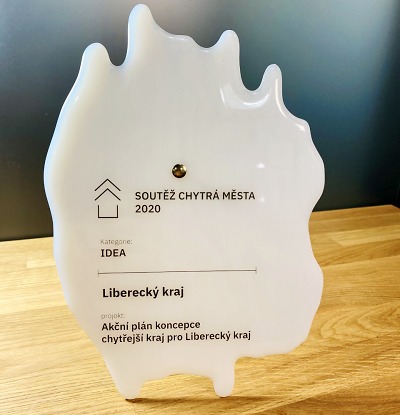 SOUTĚŽ CHYTRÁ MĚSTA
2020
Kategorie:
IDEA
Liberecký kraj
projekt:
Akční plán koncepce
chytřejší kraj pro Liberecký kraj